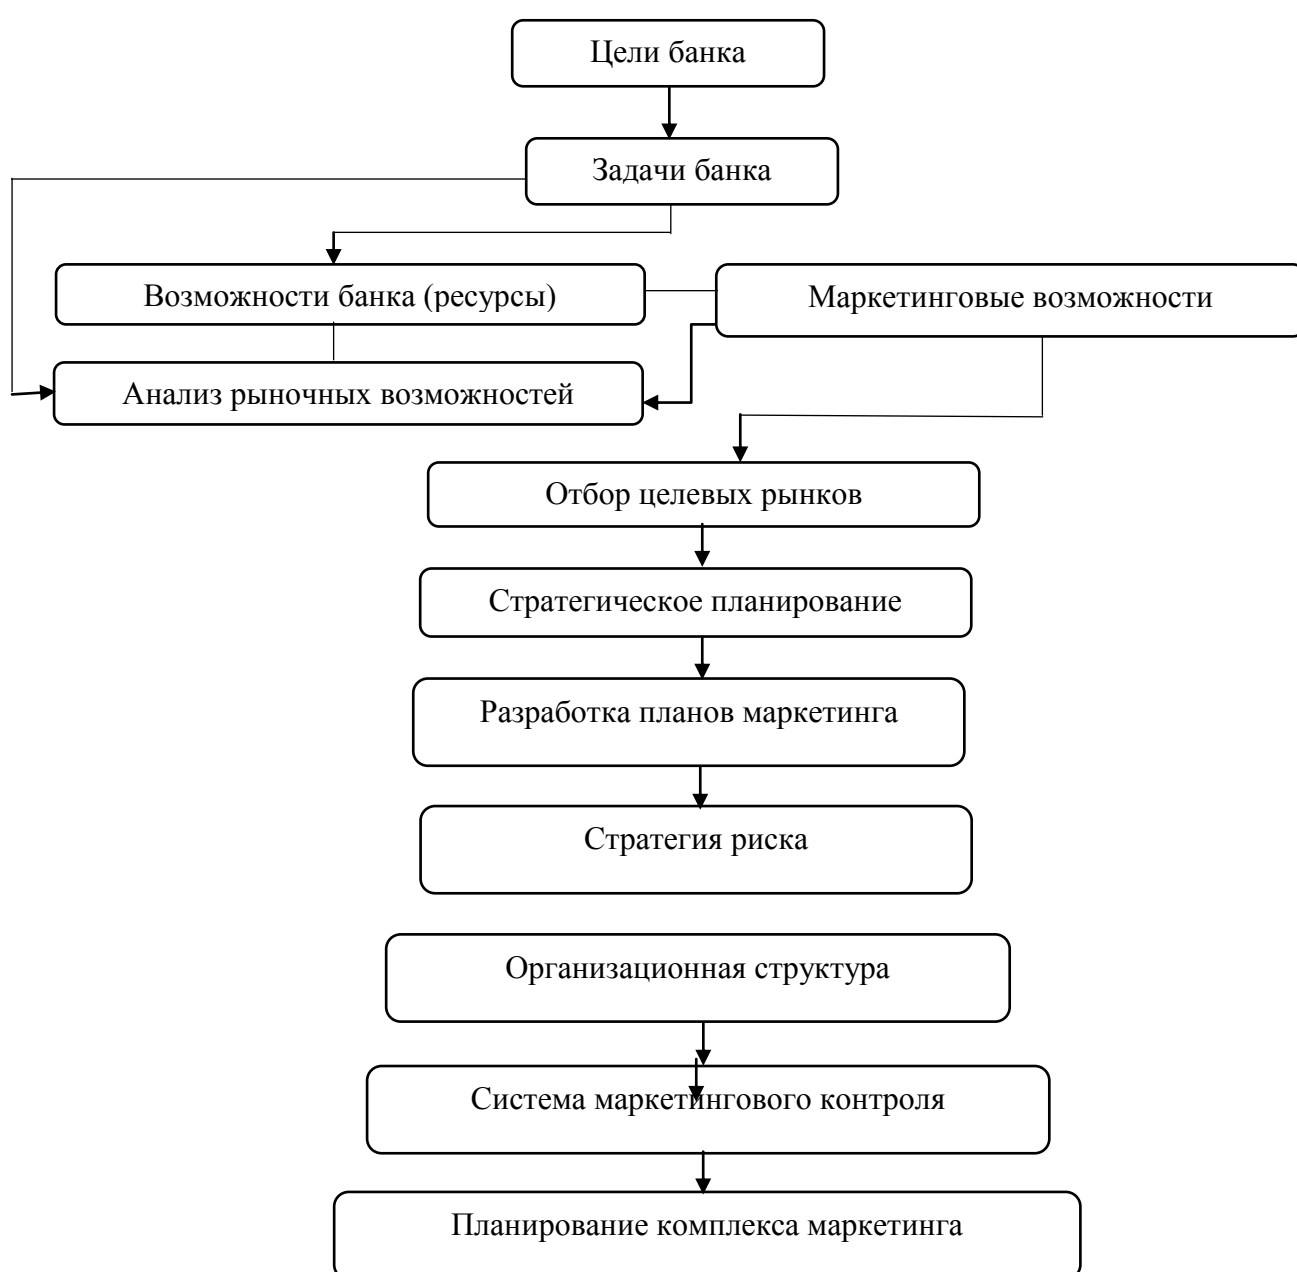 Цели банка
Задачи банка
Возможности банка (ресурсы)
Маркетинговые возможности
Анализ рыночных возможностей
Отбор целевых рынков
Стратегическое планирование
Разработка планов маркетинга
Стратегия риска
Организационная структура
Система маркетингового контроля
Планирование комплекса маркетинга